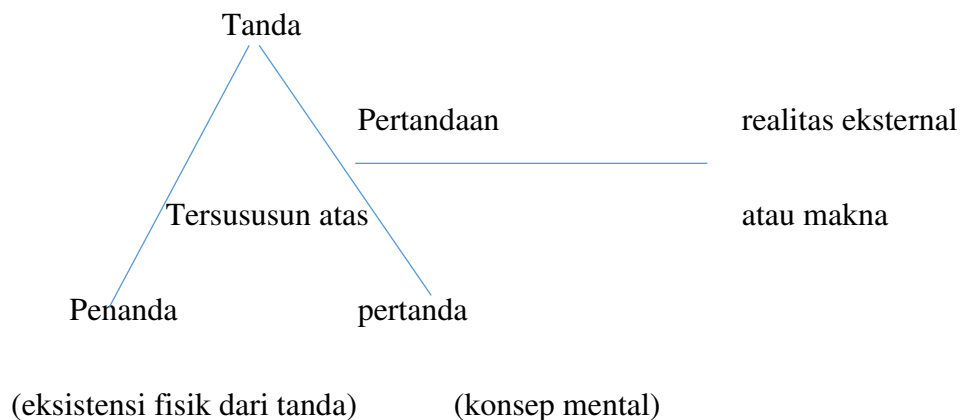 Tanda
Pertandaan realitas eksternal
Tersususun atas atau makna
Penanda pertanda
(eksistensi fisik dari tanda) (konsep mental)